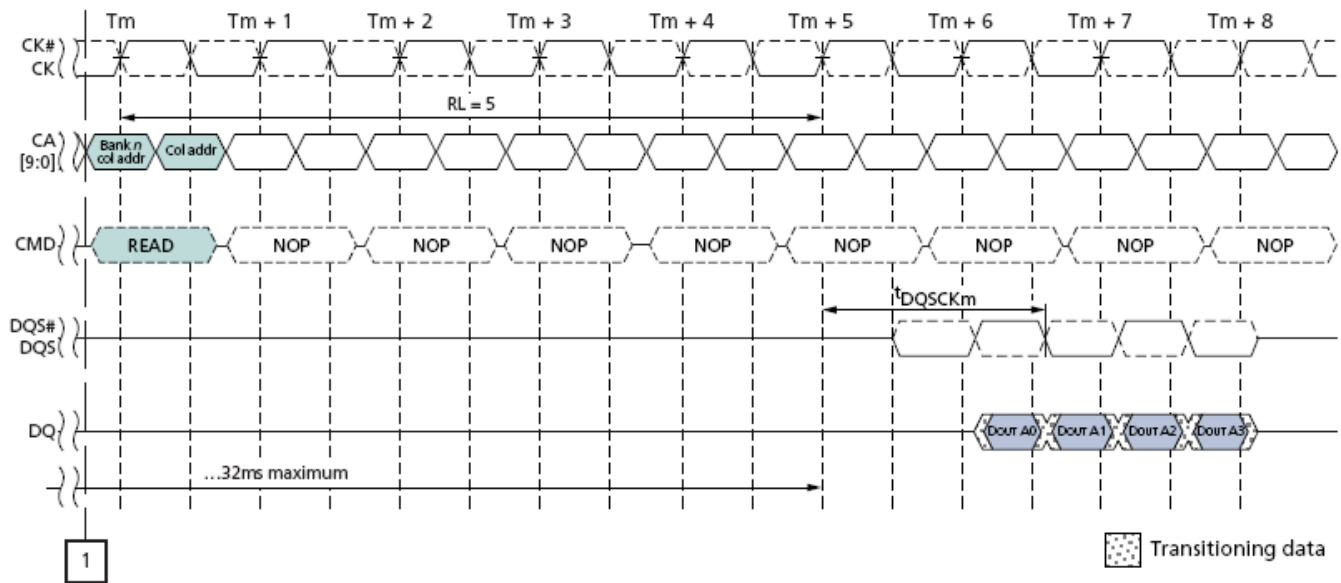 Tm Tm + 1 Tm + 2 Tm + 3 Tm + 4 Tm + 5 Tm + 6 Tm + 7 Tm + 8
CK#
CK
RL = 5
CA
[9:0]
Bank n
col addr
Col addr
CMD READ NOP NOP NOP NOP NOP NOP NOP NOP
tDQSCKm
DQS#
DQS
DQ DOUT A0 DOUT A1 DOUT A2 DOUT A3
...32ms maximum
1
Transitioning data